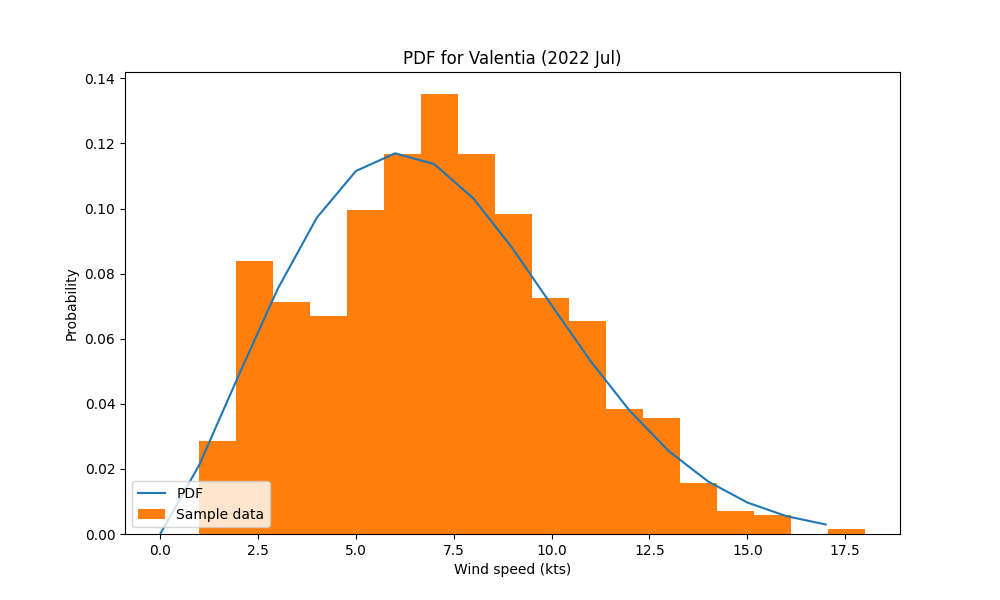 PDF for Valentia (2022 Jul)
Probability
0.14
0.12
0.10
0.08
0.06
0.04
0.02
0.00
PDF
Sample data
0.0 2.5 5.0 7.5 10.0 12.5 15.0 17.5
Wind speed (kts)